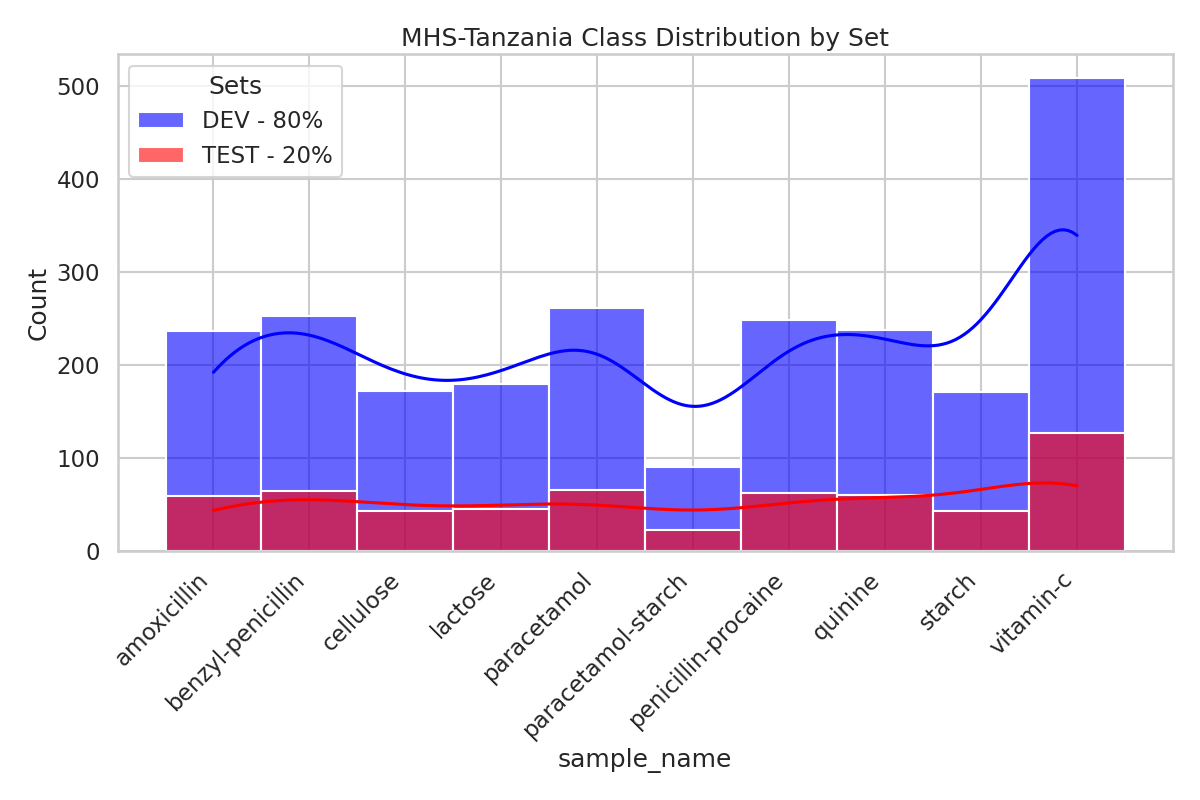 MHS-Tanzania Class Distribution by Set
Sets
DEV - 80%
TEST - 20%
Count
500
400
300
200
100
0
amoxicillin
benzyl-penicillin
cellulose
lactose
paracetamol
paracetamol-starch
penicillin-procaine
quinine
starch
vitamin-c
sample_name